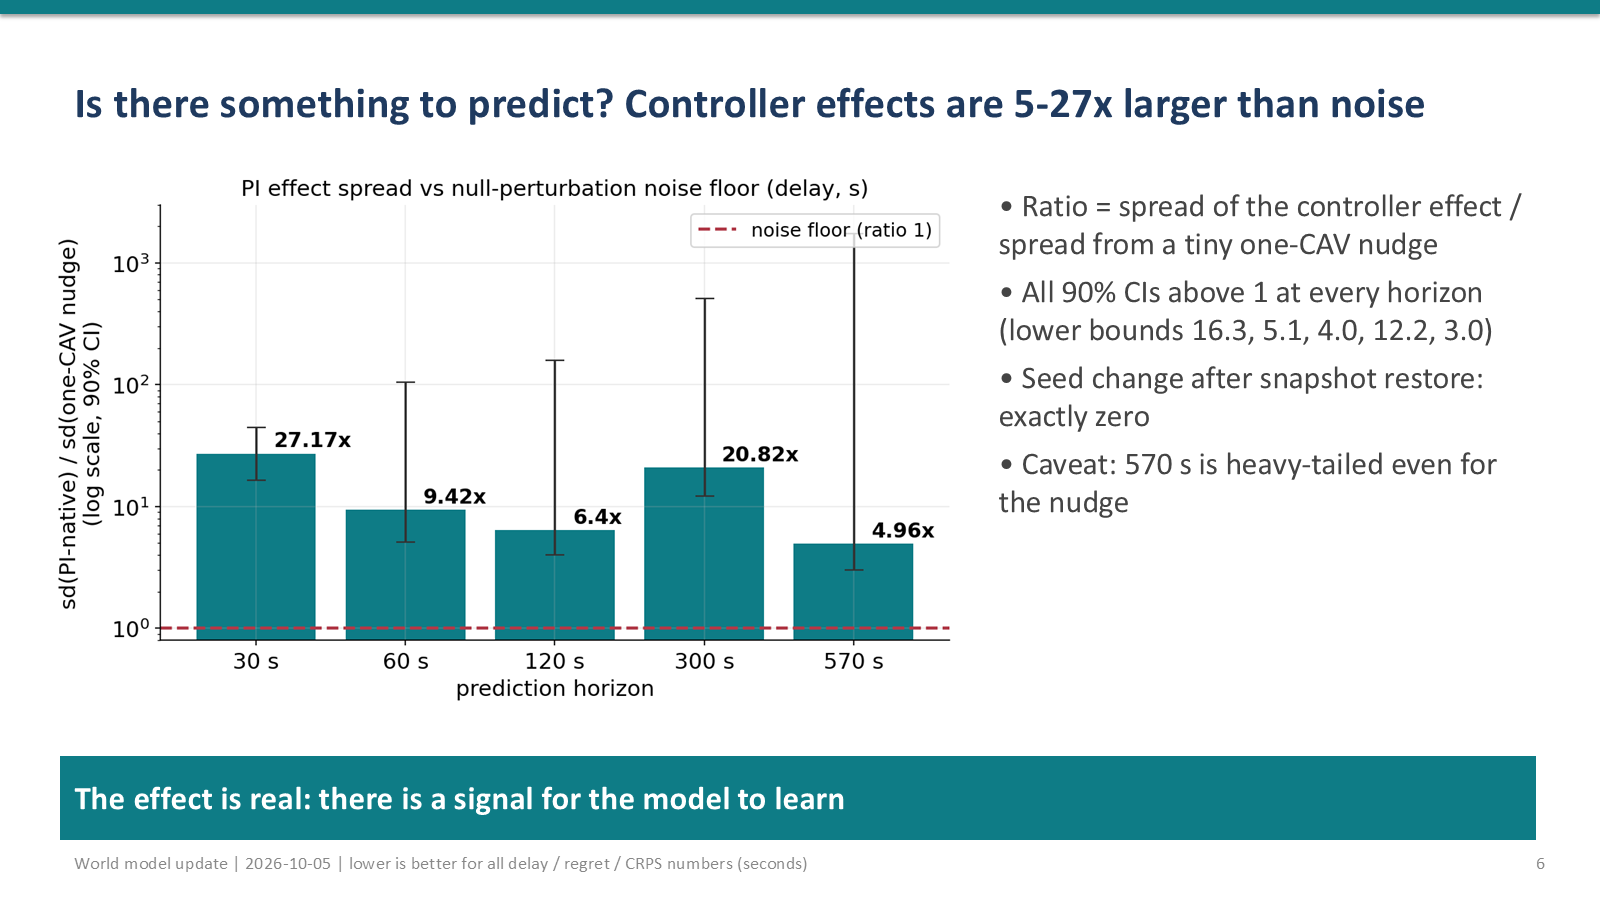 Is there something to predict? Controller effects are 5-27x larger than noise
PI effect spread vs null-perturbation noise floor (delay, s)
sd(PI-native) / sd(one-CAV nudge)
(log scale, 90% CI)
10³
10²
10¹
10⁰
noise floor (ratio 1)
27.17x
9.42x
6.4x
20.82x
4.96x
30 s
60 s
120 s
300 s
570 s
prediction horizon
• Ratio = spread of the controller effect /
spread from a tiny one-CAV nudge
• All 90% CIs above 1 at every horizon
(lower bounds 16.3, 5.1, 4.0, 12.2, 3.0)
• Seed change after snapshot restore:
exactly zero
• Caveat: 570 s is heavy-tailed even for
the nudge
The effect is real: there is a signal for the model to learn
World model update | 2026-10-05 | lower is better for all delay / regret / CRPS numbers (seconds)
6